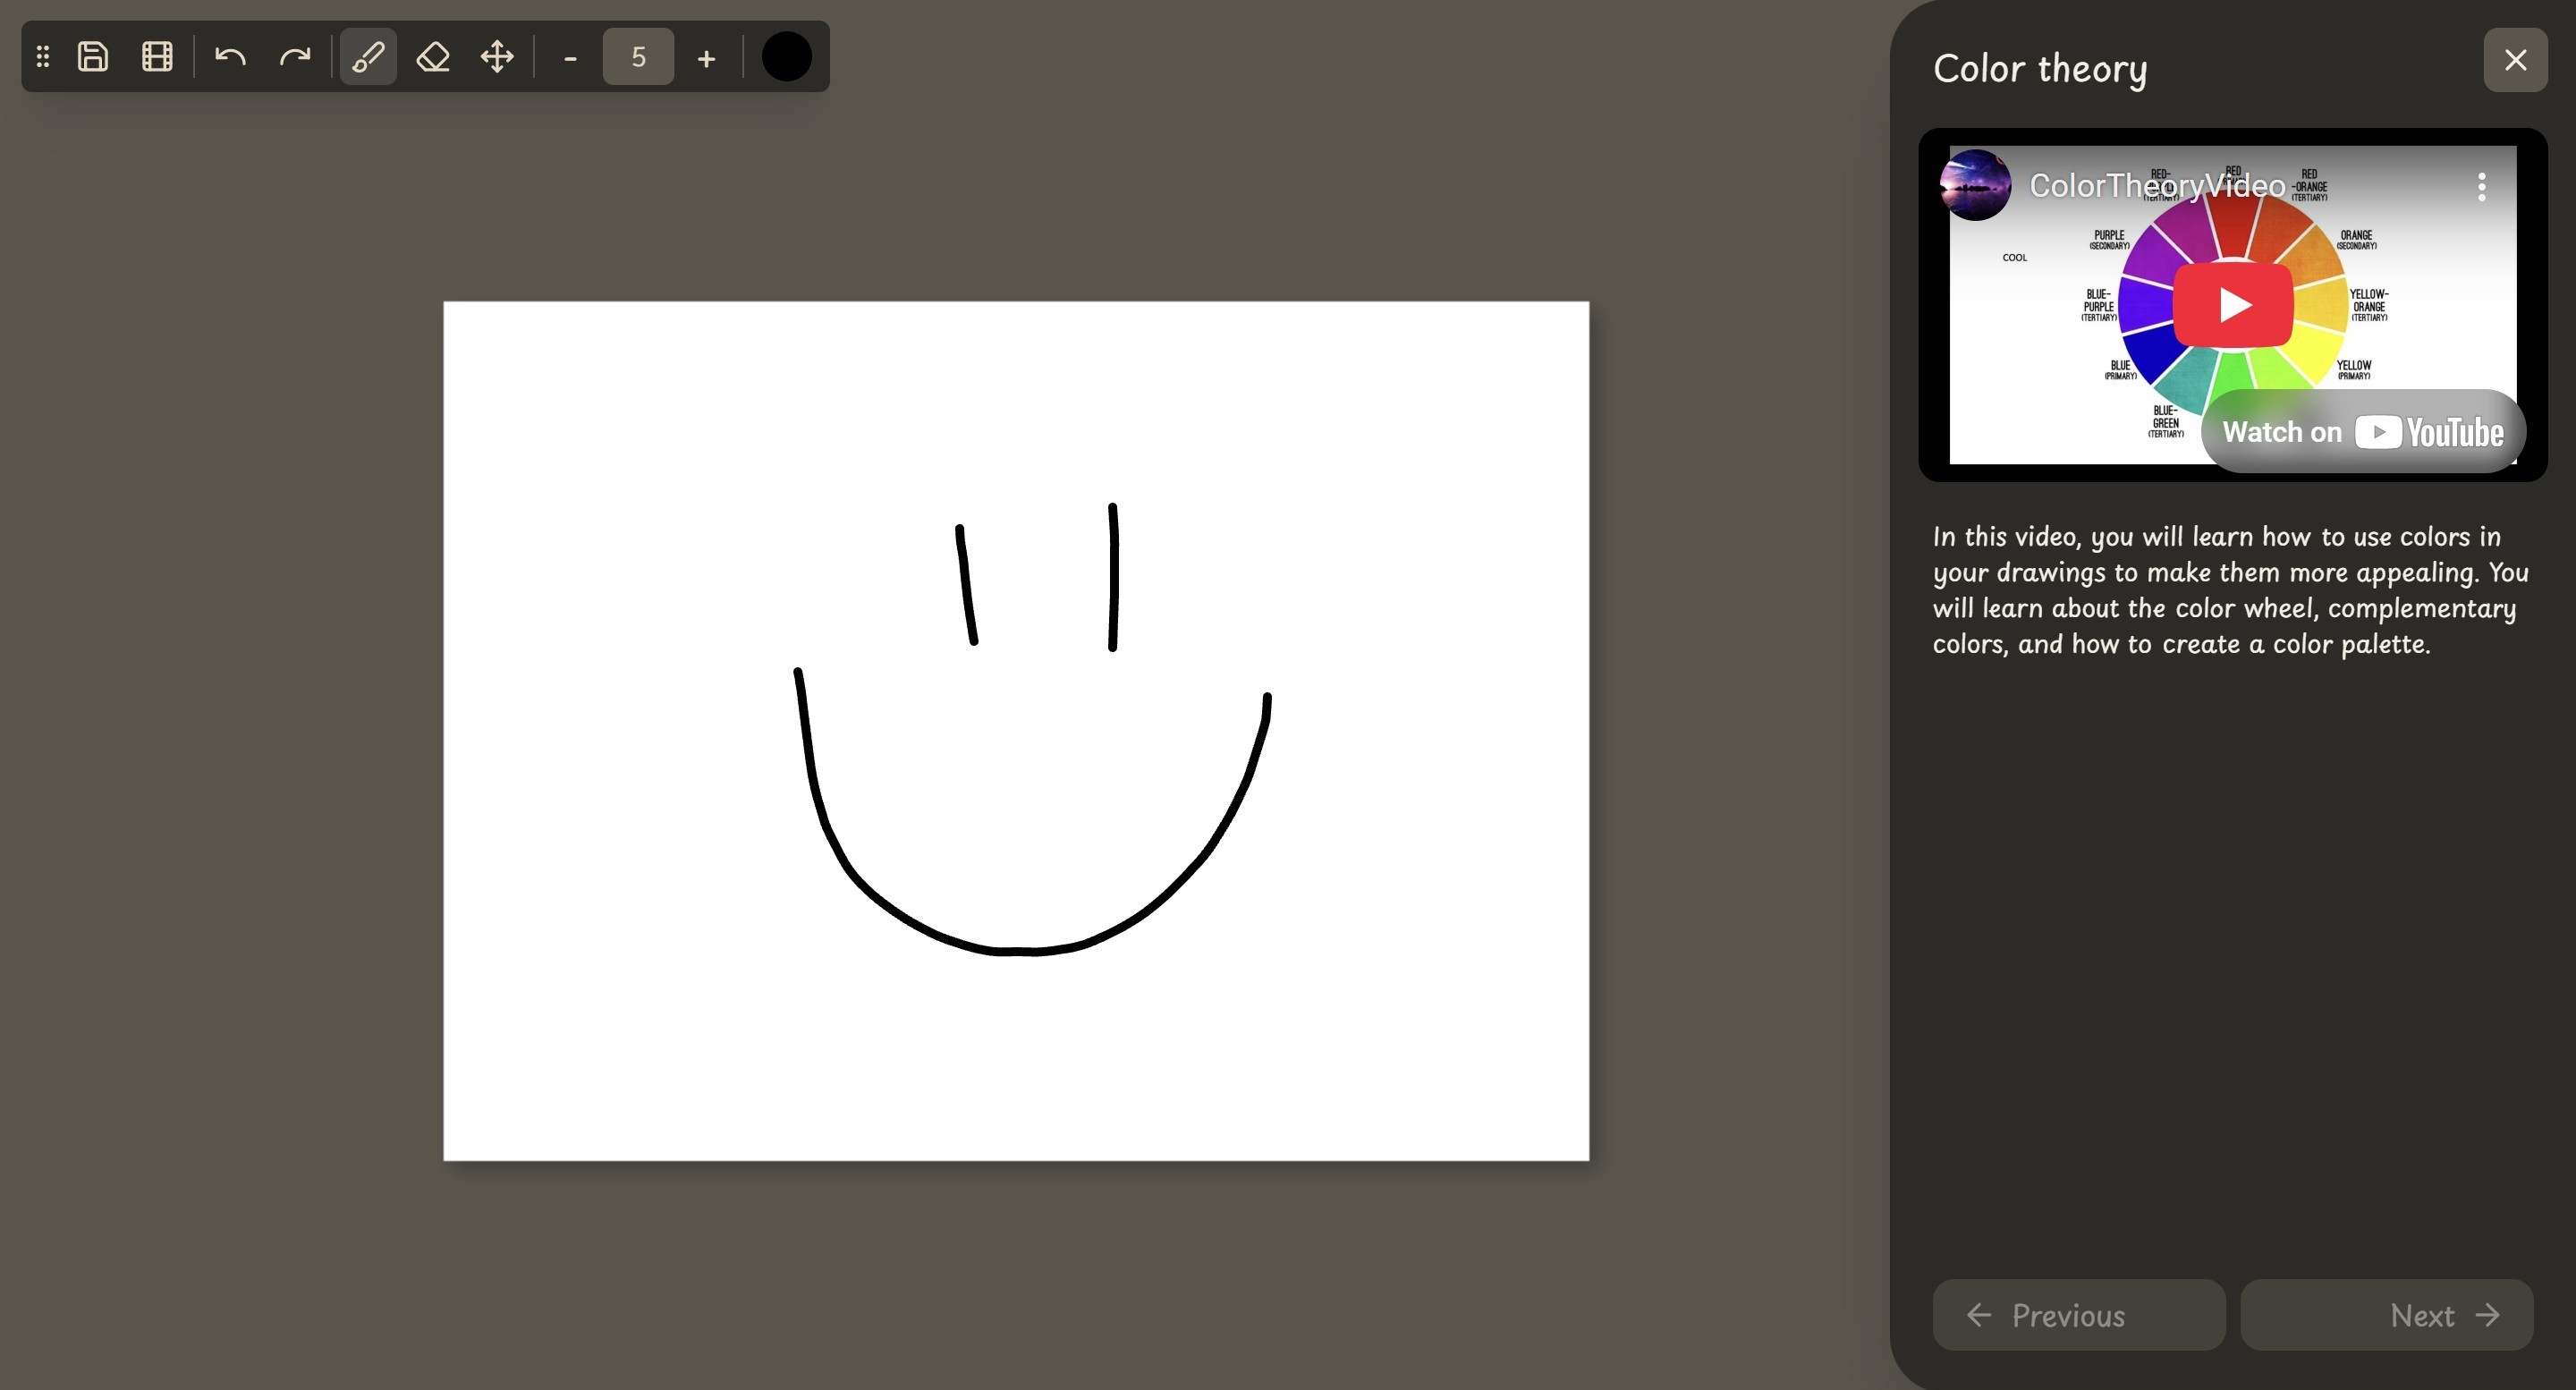 5
Color theory
ColorTheoryVideo
RED-
RED
RED
-ORANGE
(TERTIARY)
(TERTIARY)
PURPLE
(SECONDARY)
ORANGE
(SECONDARY)
COOL
BLUE-
PURPLE
(TERTIARY)
YELLOW-
ORANGE
(TERTIARY)
BLUE
(PRIMARY)
YELLOW
(PRIMARY)
BLUE-
GREEN
(TERTIARY)
Watch on YouTube
In this video, you will learn how to use colors in
your drawings to make them more appealing. You
will learn about the color wheel, complementary
colors, and how to create a color palette.
Previous
Next